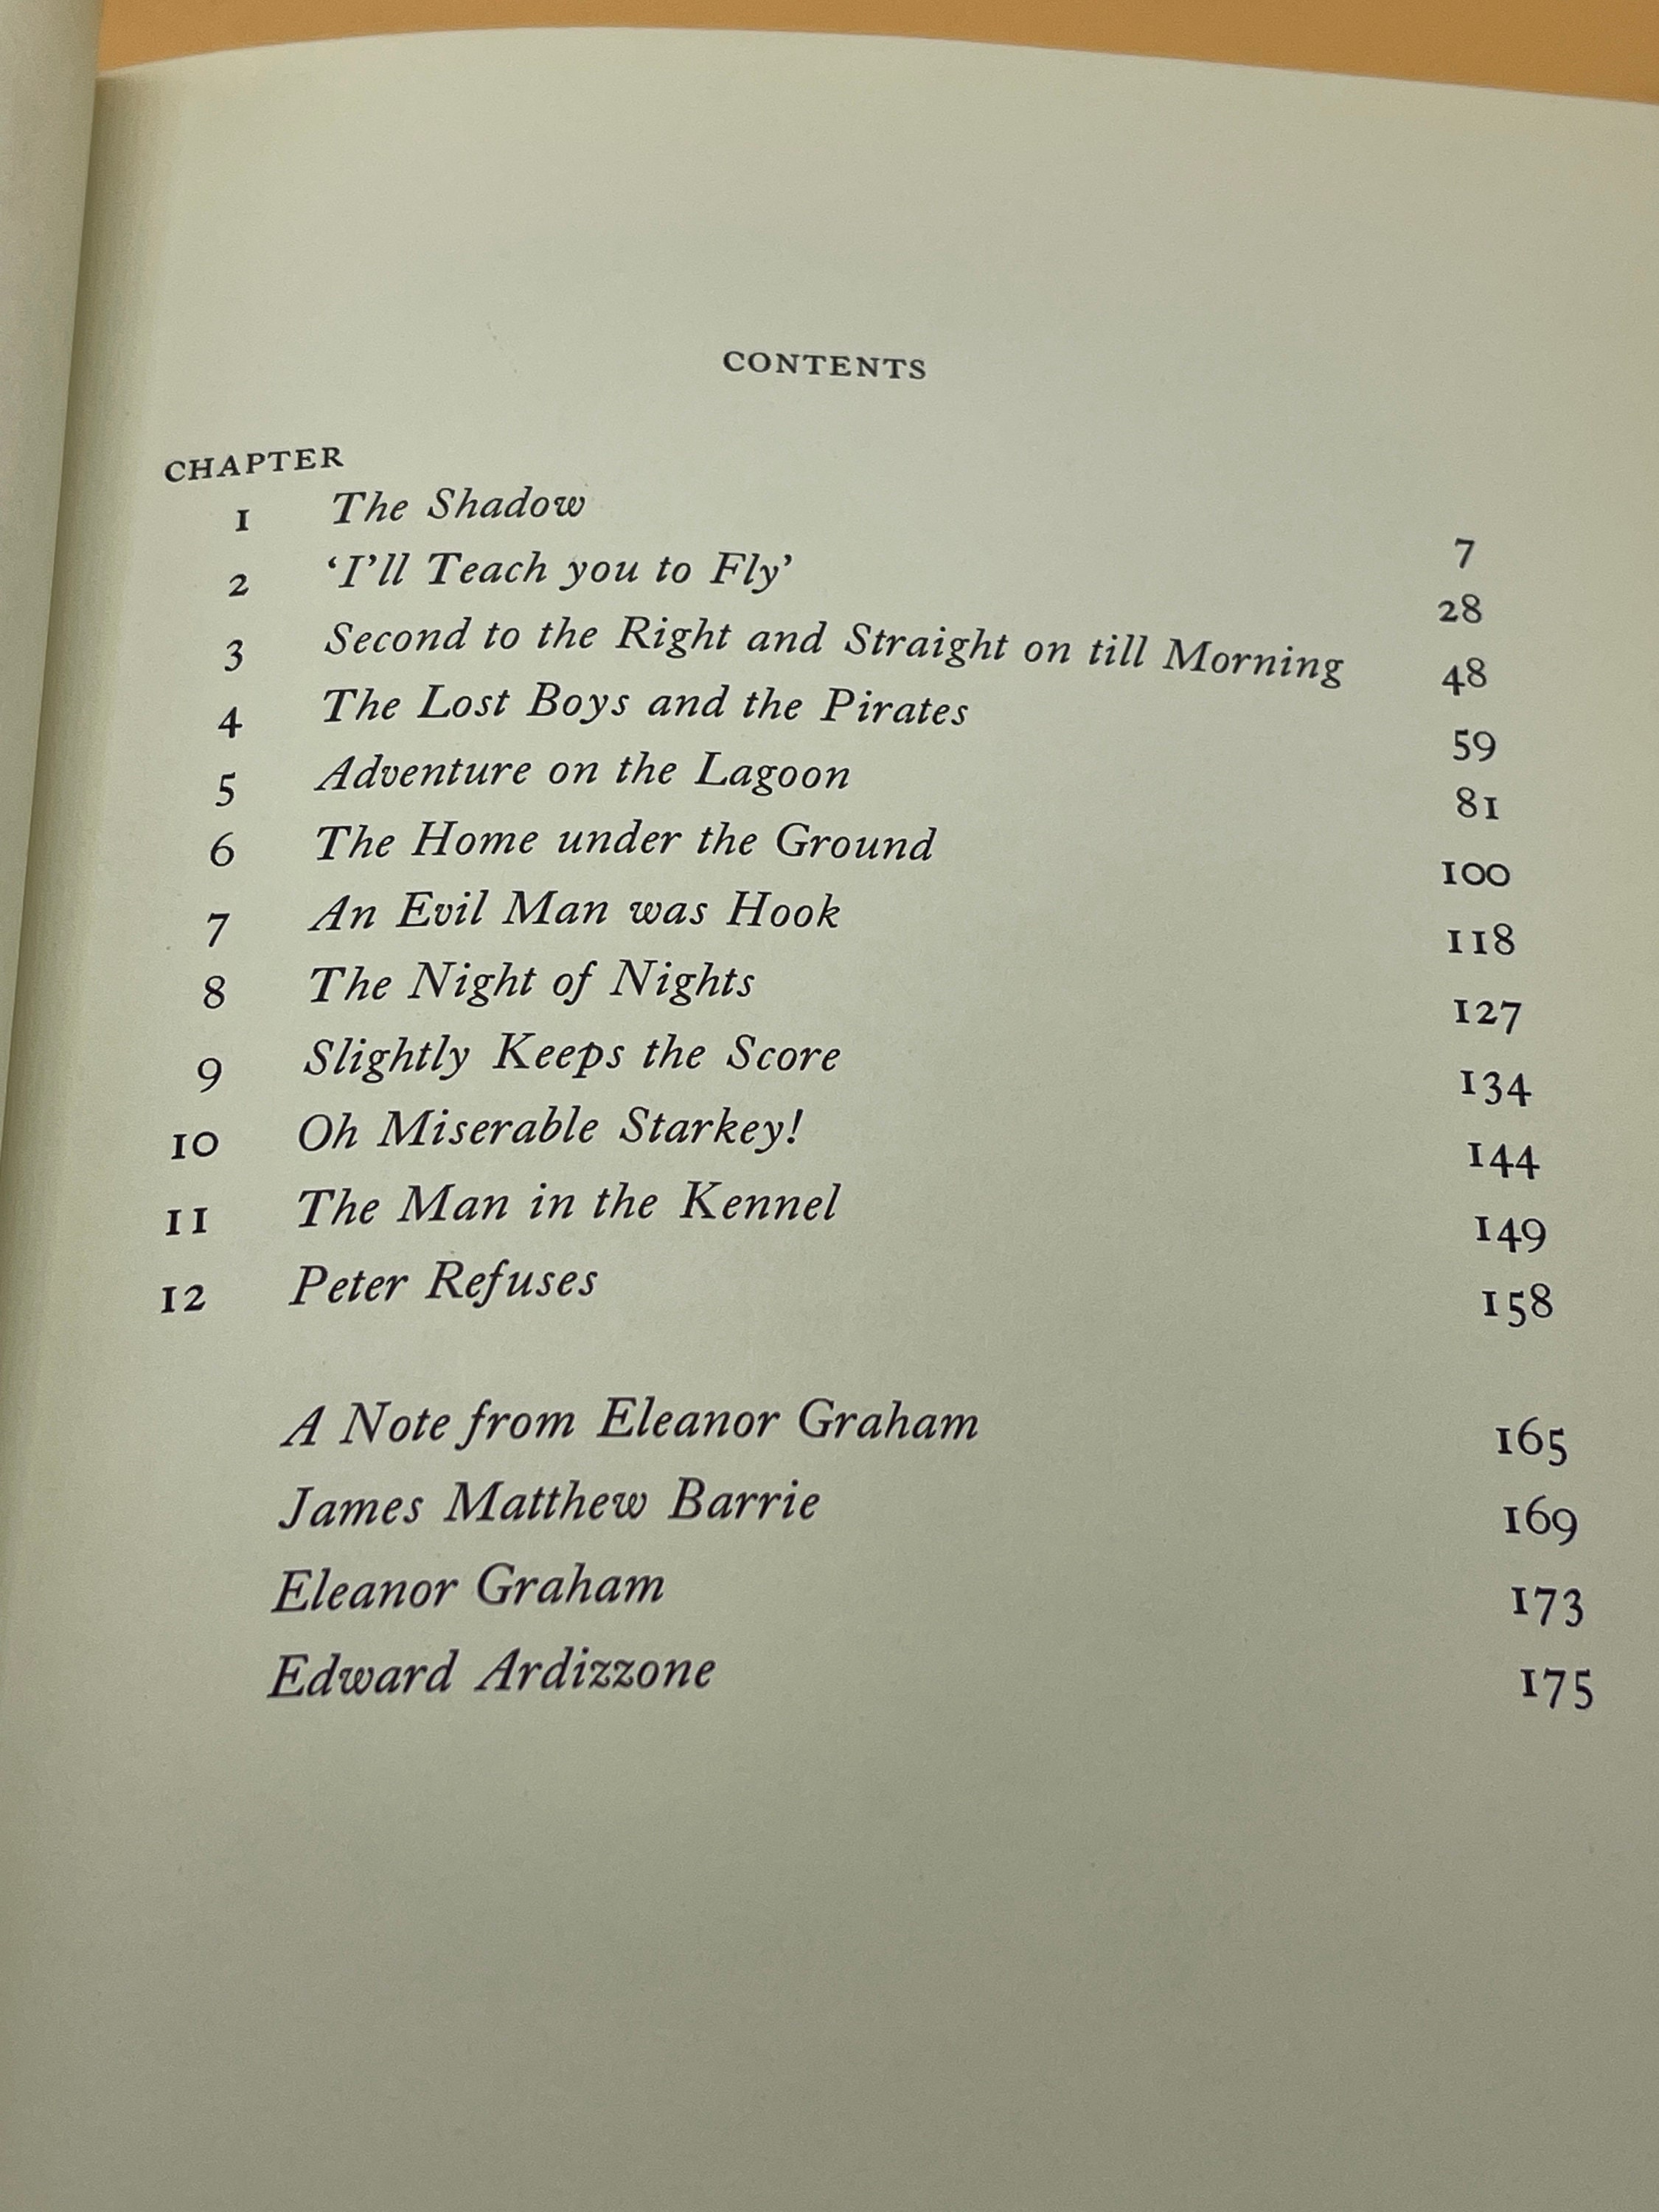 CONTENTS
CHAPTER
1 The Shadow 7
2 ‘I’ll Teach you to Fly’ 28
3 Second to the Right and Straight on till Morning 48
4 The Lost Boys and the Pirates 59
5 Adventure on the Lagoon 81
6 The Home under the Ground 100
7 An Evil Man was Hook 118
8 The Night of Nights 127
9 Slightly Keeps the Score 134
10 Oh Miserable Starkey! 144
11 The Man in the Kennel 149
12 Peter Refuses 158
A Note from Eleanor Graham 165
James Matthew Barrie 169
Eleanor Graham 173
Edward Ardizzone 175